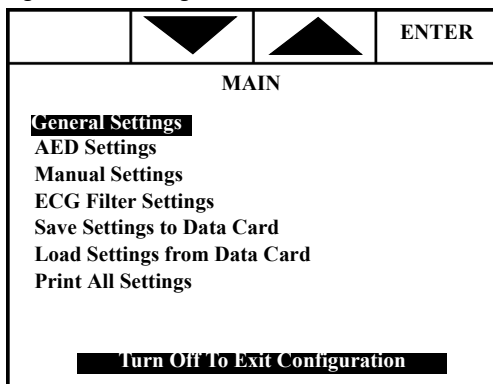 ENTER
MAIN
General Settings
AED Settings
Manual Settings
ECG Filter Settings
Save Settings to Data Card
Load Settings from Data Card
Print All Settings
Turn Off To Exit Configuration